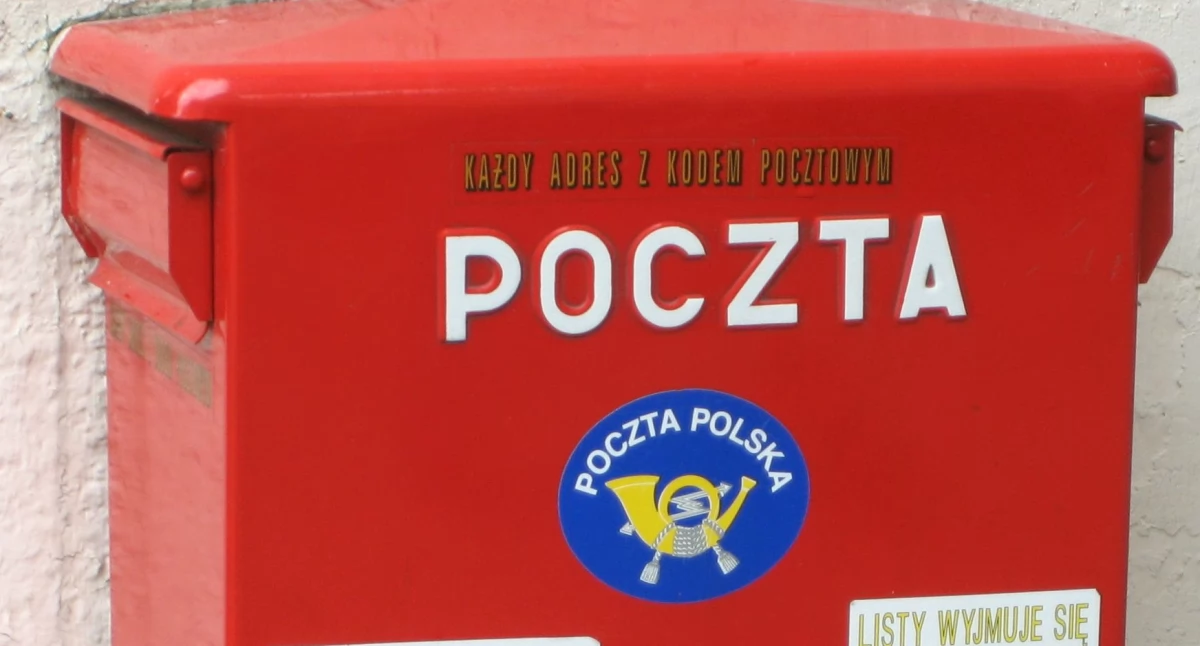 KAŻDY ADRES Z KODEM POCZTOWYM
POCZTA
POCZTA POLSKA
LISTY WYJMUJE SIĘ